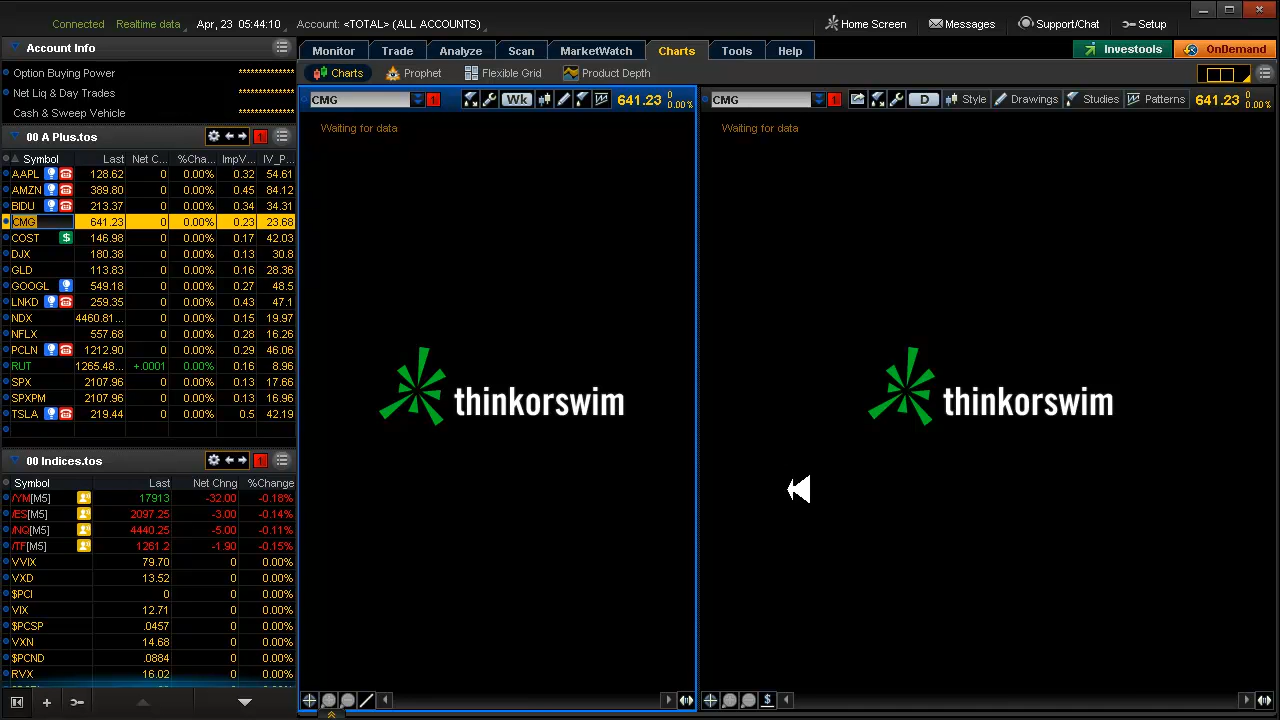 Connected Realtime data Apr, 23 05:44:10 Account: <TOTAL> (ALL ACCOUNTS) Home Screen Messages Support/Chat Setup
Account Info
Option Buying Power **************
Net Liq & Day Trades **************
Cash & Sweep Vehicle **************
Monitor Trade Analyze Scan MarketWatch Charts Tools Help Investools OnDemand
Charts Prophet Flexible Grid Product Depth
CMG 1 Wk 641.23 0 0.00%
CMG 1 D Style Drawings Studies Patterns 641.23 0 0.00%
Waiting for data
Waiting for data
thinkorswim
thinkorswim
00 A Plus.tos 1
Symbol Last Net C... %Cha... ImpV... IV_P...
AAPL 128.62 0 0.00% 0.32 54.61
AMZN 389.80 0 0.00% 0.45 84.12
BIDU 213.37 0 0.00% 0.34 34.31
CMG 641.23 0 0.00% 0.23 23.68
COST $ 146.98 0 0.00% 0.17 42.03
DJX 180.38 0 0.00% 0.13 30.8
GLD 113.83 0 0.00% 0.16 28.36
GOOGL 549.18 0 0.00% 0.27 48.5
LNKD 259.35 0 0.00% 0.43 47.1
NDX 4460.81... 0 0.00% 0.15 19.97
NFLX 557.68 0 0.00% 0.28 16.26
PCLN 1212.90 0 0.00% 0.29 46.06
RUT 1265.48... +.0001 0.00% 0.16 8.96
SPX 2107.96 0 0.00% 0.13 17.66
SPXPM 2107.96 0 0.00% 0.13 16.96
TSLA 219.44 0 0.00% 0.5 42.19
00 Indices.tos 1
Symbol Last Net Chng %Change
/YM[M5] 17913 -32.00 -0.18%
/ES[M5] 2097.25 -3.00 -0.14%
/NQ[M5] 4440.25 -5.00 -0.11%
/TF[M5] 1261.2 -1.90 -0.15%
VVIX 79.70 0 0.00%
VXD 13.52 0 0.00%
$PCI 0 0 0.00%
VIX 12.71 0 0.00%
$PCSP .0457 0 0.00%
VXN 14.68 0 0.00%
$PCND .0884 0 0.00%
RVX 16.02 0 0.00%
$